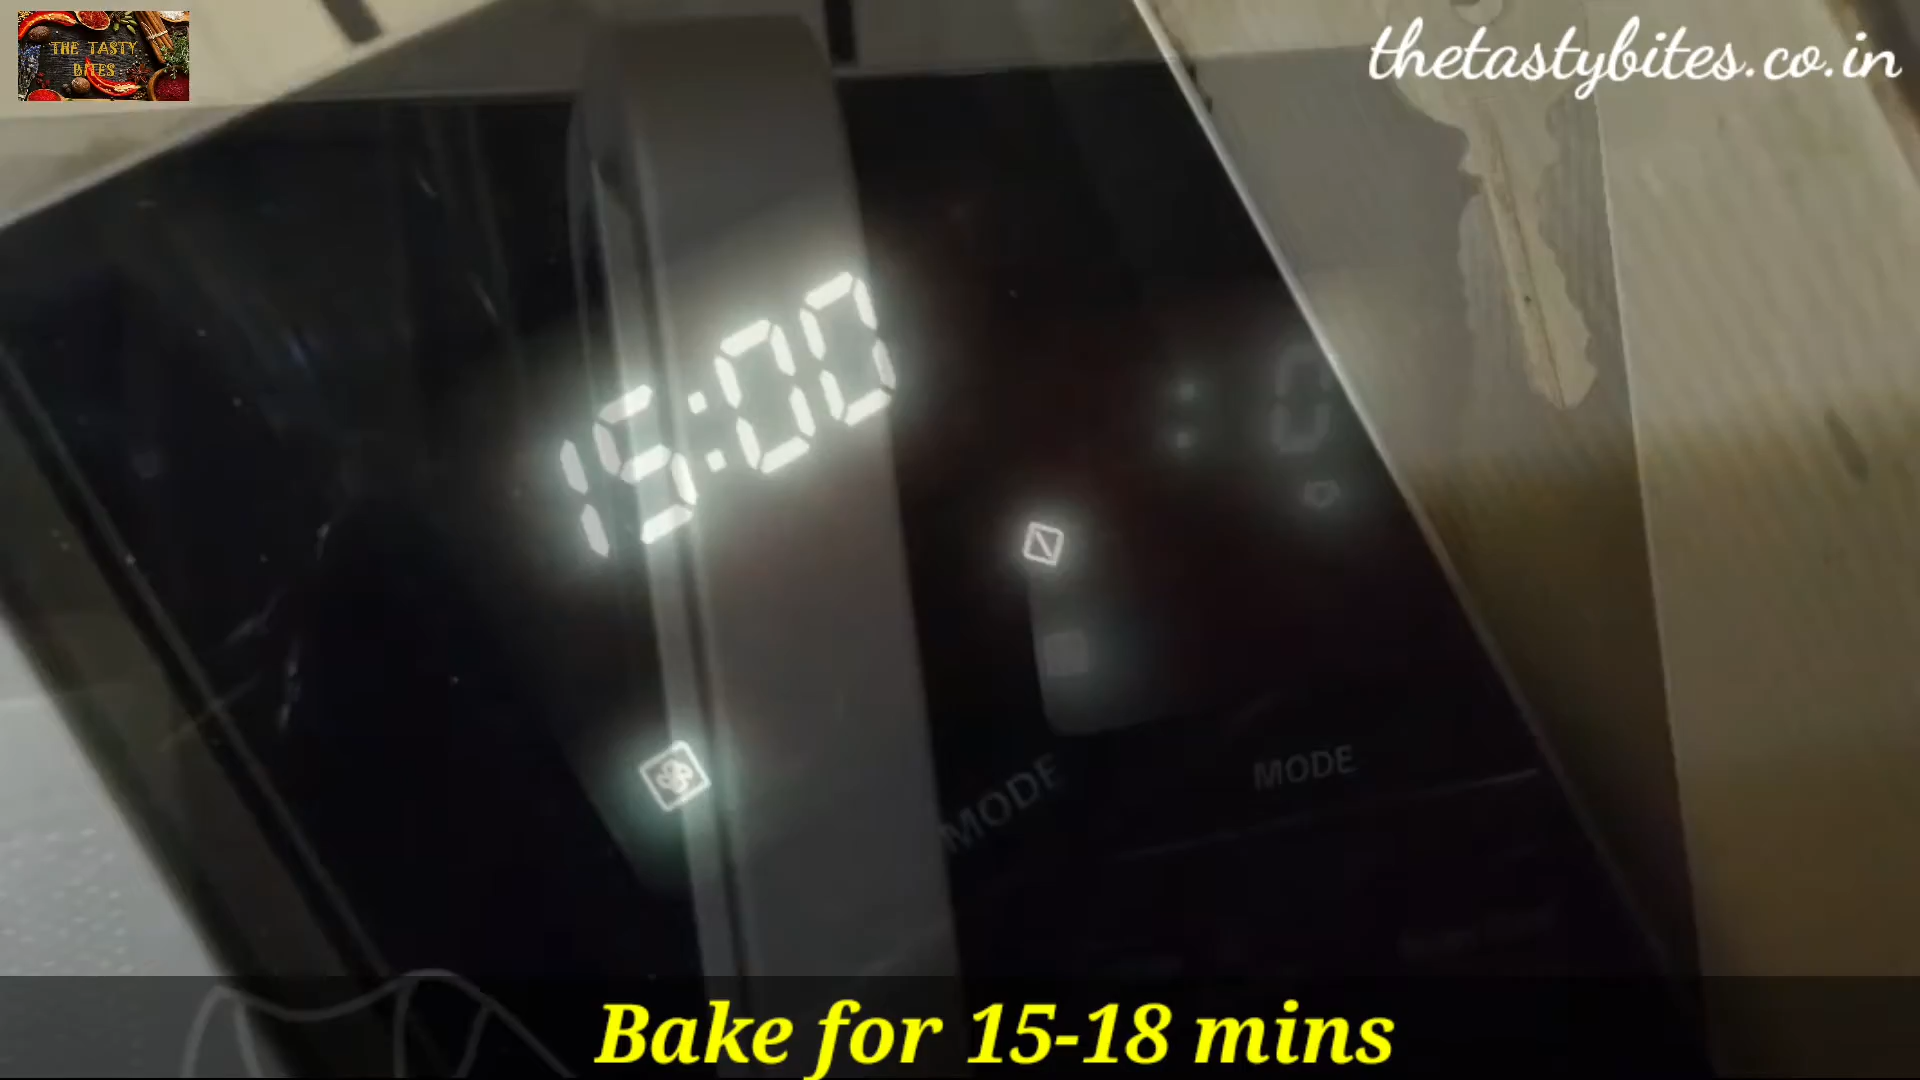 THE TASTY
BITES
thetastybites.co.in
15:00
MODE
MODE
Bake for 15-18 mins